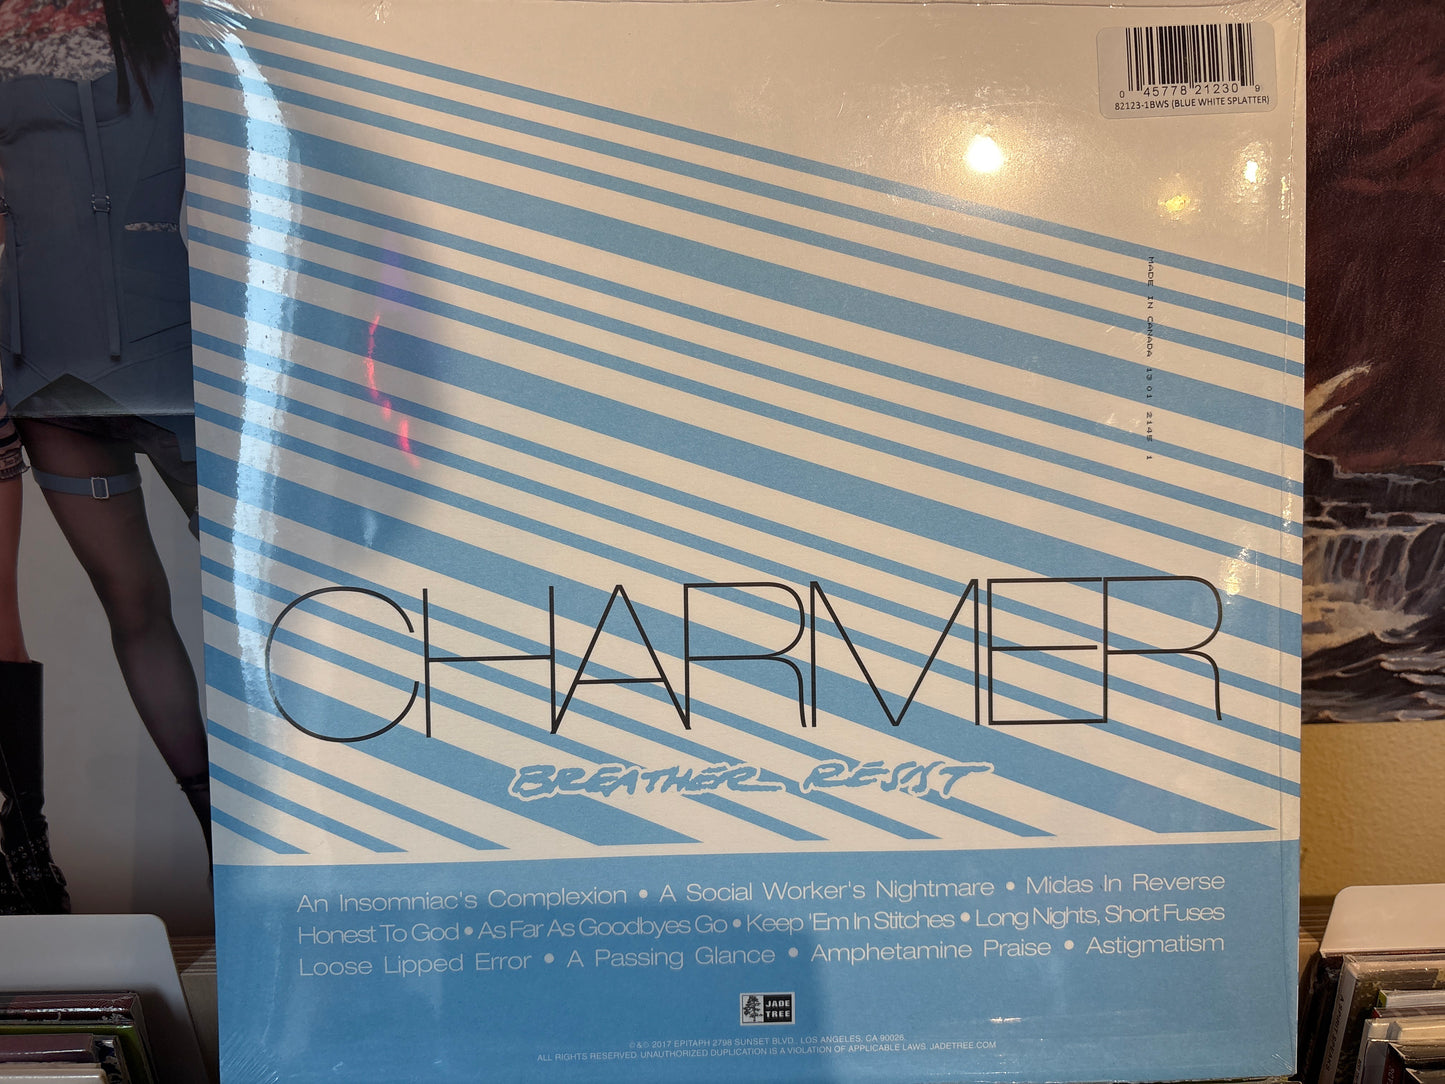 0 45778 21230 9
82123-1BWS (BLUE WHITE SPLATTER)
MADE IN CANADA 1901 2145 1
CHARMER
BREATHER RESIST
An Insomniac's Complexion • A Social Worker's Nightmare • Midas In Reverse
Honest To God • As Far As Goodbyes Go • Keep 'Em In Stitches • Long Nights, Short Fuses
Loose Lipped Error • A Passing Glance • Amphetamine Praise • Astigmatism
JADE
TREE
℗ & © 2017 EPITAPH 2798 SUNSET BLVD., LOS ANGELES, CA 90026.
ALL RIGHTS RESERVED. UNAUTHORIZED DUPLICATION IS A VIOLATION OF APPLICABLE LAWS. JADETREE.COM